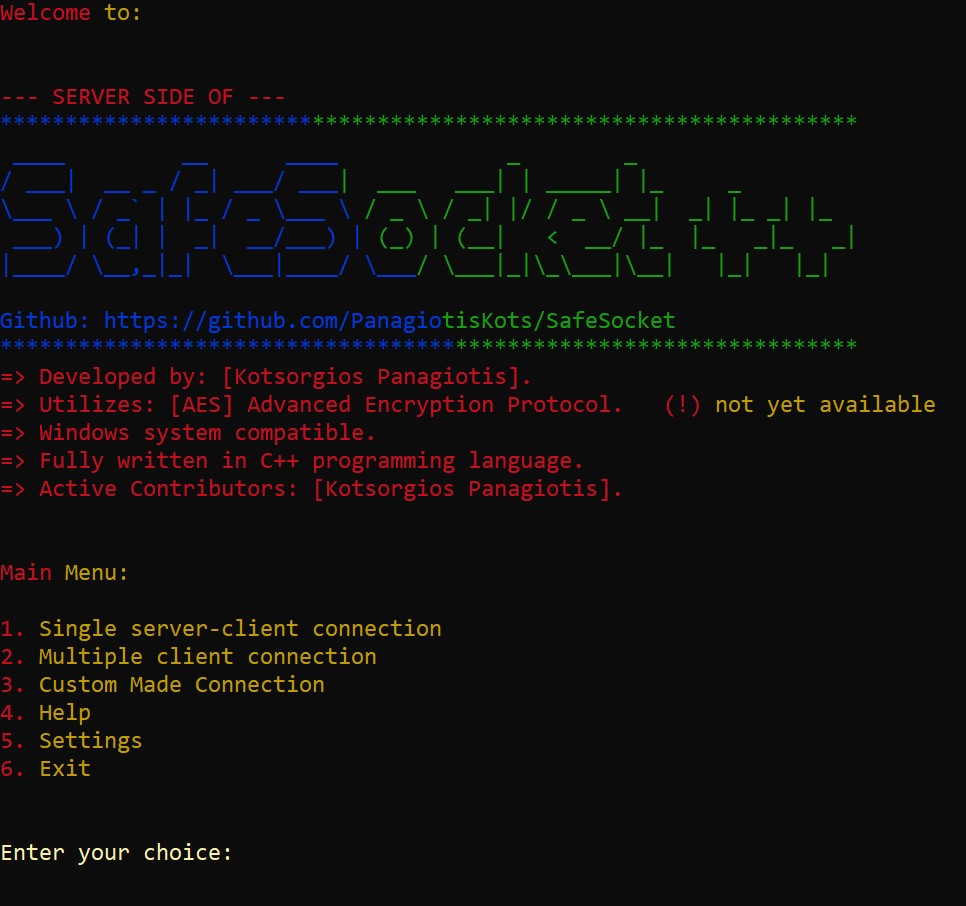 Welcome to:
--- SERVER SIDE OF ---
SafeSocket++
Github: https://github.com/PanagiotisKots/SafeSocket
=> Developed by: [Kotsorgios Panagiotis].
=> Utilizes: [AES] Advanced Encryption Protocol.   (!) not yet available
=> Windows system compatible.
=> Fully written in C++ programming language.
=> Active Contributors: [Kotsorgios Panagiotis].
Main Menu:
1. Single server-client connection
2. Multiple client connection
3. Custom Made Connection
4. Help
5. Settings
6. Exit
Enter your choice: